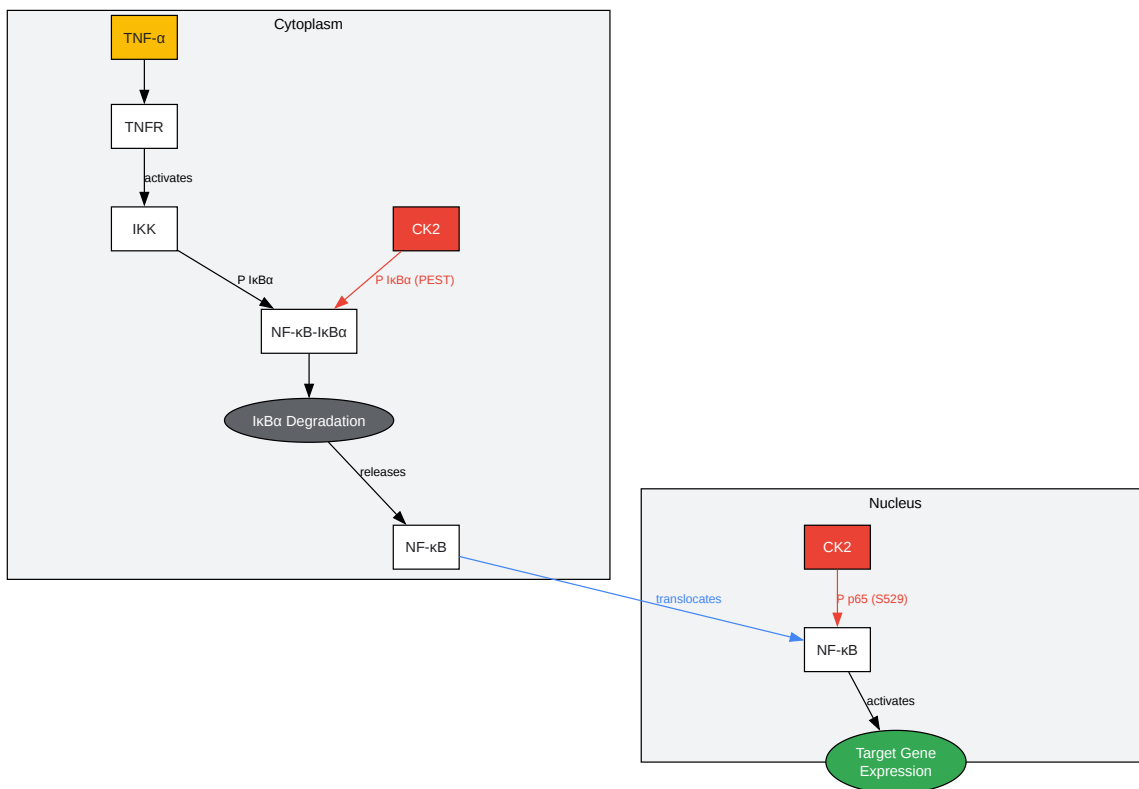 Cytoplasm
TNF-α
TNFR
activates
IKK
CK2
P IκBα
P IκBα (PEST)
NF-κB-IκBα
IκBα Degradation
releases
NF-κB
translocates
Nucleus
CK2
P p65 (S529)
NF-κB
activates
Target Gene
Expression